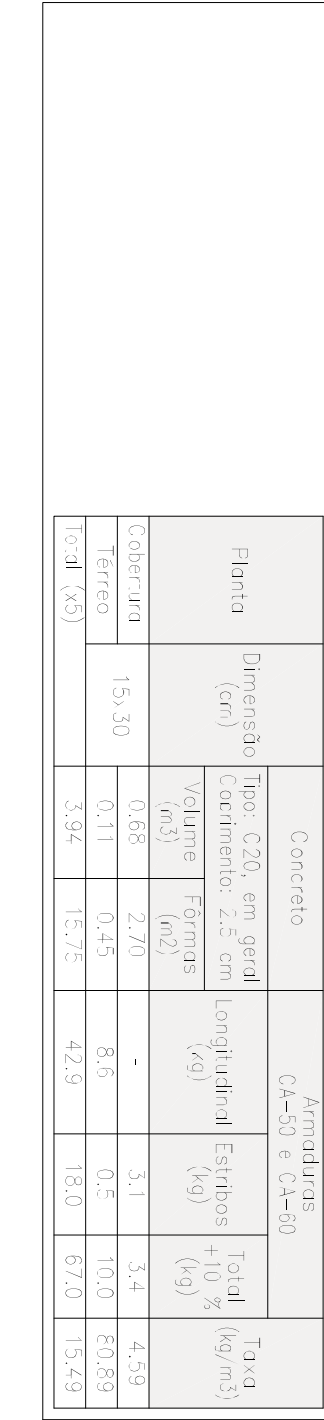 Planta
Dimensão
(cm)
Concreto
Tipo: C20, em geral
Cobrimento: 2.5 cm
Volume
(m3)
Fôrmas
(m2)
Armaduras
CA-50 e CA-60
Longitudinal
(kg)
Estribos
(kg)
Total
+10 %
(kg)
Taxa
(kg/m3)
Cobertura 15x30 0.68 2.70 - 3.1 3.4 4.59
Térreo 0.11 0.45 8.6 0.5 10.0 80.89
Total (x5) 3.94 15.75 42.9 18.0 67.0 15.49